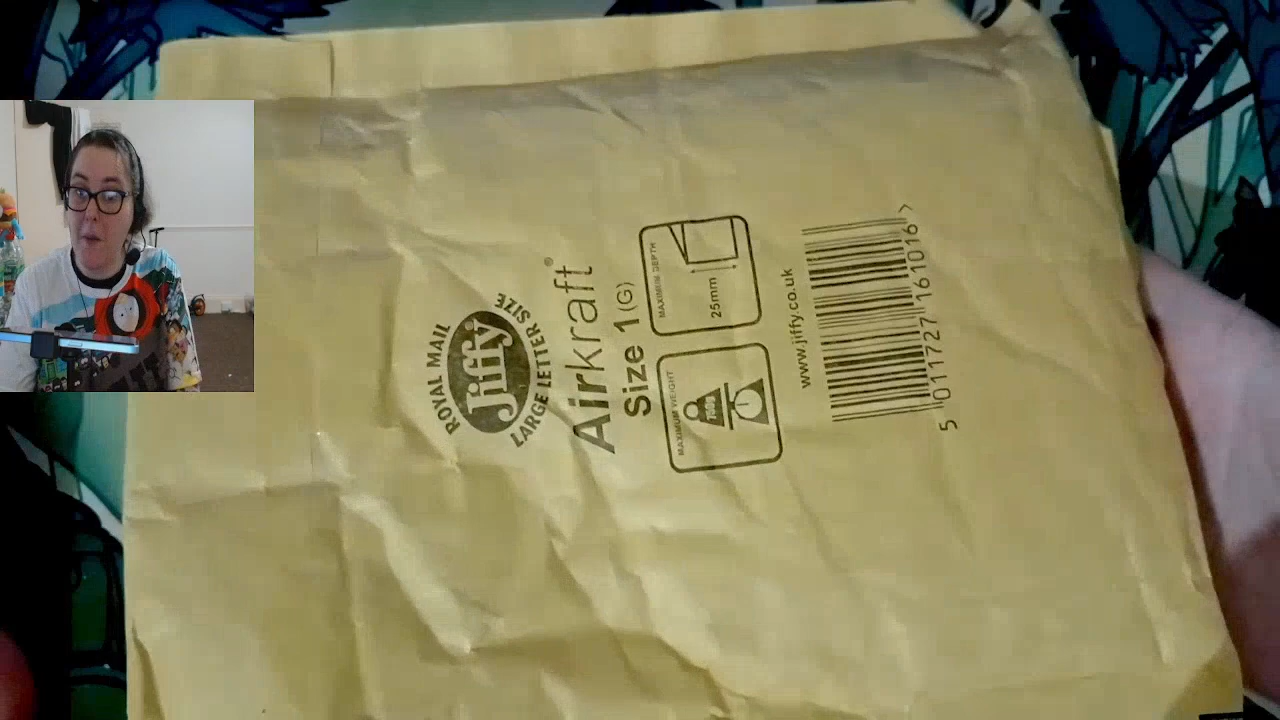 ROYAL MAIL
Jiffy
LARGE LETTER SIZE
Airkraft®
Size 1 (G)
MAXIMUM WEIGHT
MAXIMUM DEPTH
25mm
www.jiffy.co.uk
5 011727 161016 >